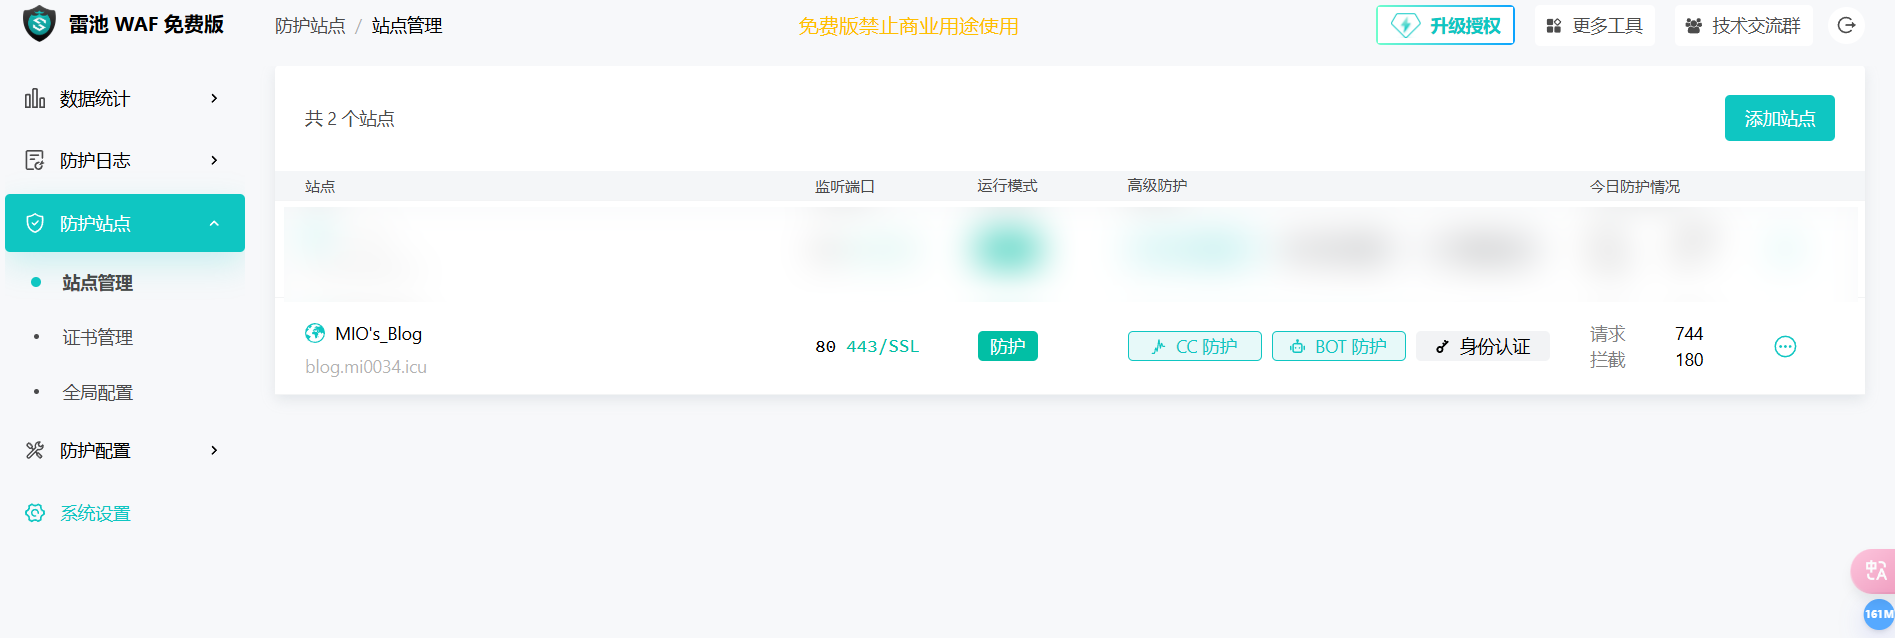 雷池 WAF 免费版
防护站点 / 站点管理
免费版禁止商业用途使用
升级授权
更多工具
技术交流群
数据统计
防护日志
防护站点
站点管理
证书管理
全局配置
防护配置
系统设置
共 2 个站点
添加站点
站点 监听端口 运行模式 高级防护 今日防护情况
MIO's_Blog
blog.mi0034.icu
80 443/SSL
防护
CC 防护
BOT 防护
身份认证
请求 744
拦截 180
中A
161M